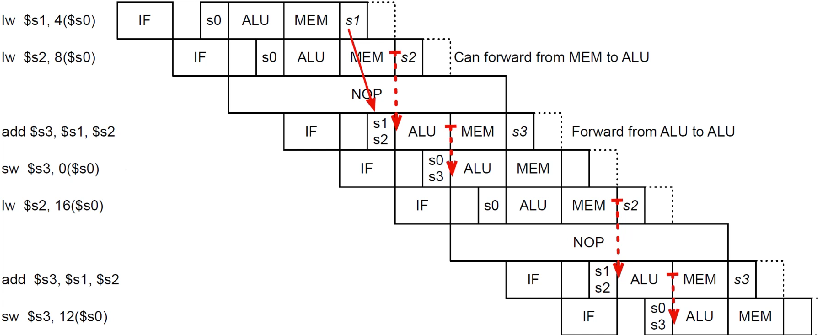 lw $s1, 4($s0) IF s0 ALU MEM s1
lw $s2, 8($s0) IF s0 ALU MEM s2 Can forward from MEM to ALU
NOP
add $s3, $s1, $s2 IF s1 s2 ALU MEM s3 Forward from ALU to ALU
sw $s3, 0($s0) IF s0 s3 ALU MEM
lw $s2, 16($s0) IF s0 ALU MEM s2
NOP
add $s3, $s1, $s2 IF s1 s2 ALU MEM s3
sw $s3, 12($s0) IF s0 s3 ALU MEM